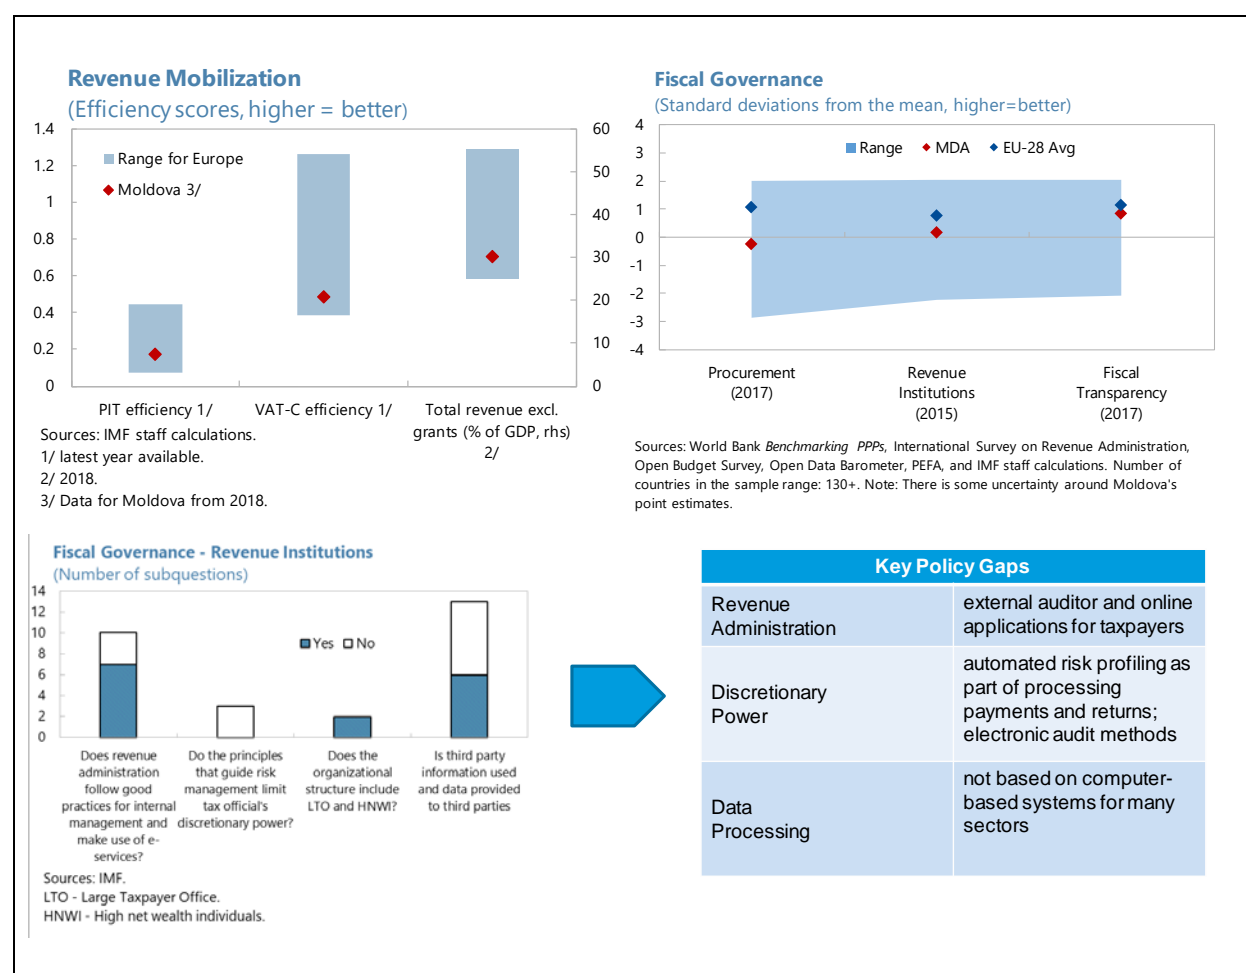 Revenue Mobilization
(Efficiency scores, higher = better)
1.4
1.2
1
0.8
0.6
0.4
0.2
0
60
50
40
30
20
10
0
Range for Europe
Moldova 3/
PIT efficiency 1/
VAT-C efficiency 1/
Total revenue excl.
grants (% of GDP, rhs)
2/
Sources: IMF staff calculations.
1/ latest year available.
2/ 2018.
3/ Data for Moldova from 2018.
Fiscal Governance
(Standard deviations from the mean, higher=better)
4
3
2
1
0
-1
-2
-3
-4
Range
MDA
EU-28 Avg
Procurement
(2017)
Revenue
Institutions
(2015)
Fiscal
Transparency
(2017)
Sources: World Bank Benchmarking PPPs, International Survey on Revenue Administration,
Open Budget Survey, Open Data Barometer, PEFA, and IMF staff calculations. Number of
countries in the sample range: 130+. Note: There is some uncertainty around Moldova's
point estimates.
Fiscal Governance - Revenue Institutions
(Number of subquestions)
14
12
10
8
6
4
2
0
Yes
No
Does revenue
administration
follow good
practices for internal
management and
make use of e-
services?
Do the principles
that guide risk
management limit
tax official's
discretionary power?
Does the
organizational
structure include
LTO and HNWI?
Is third party
information used
and data provided
to third parties
Sources: IMF.
LTO - Large Taxpayer Office.
HNWI - High net wealth individuals.
Key Policy Gaps
Revenue
Administration
external auditor and online
applications for taxpayers
Discretionary
Power
automated risk profiling as
part of processing
payments and returns;
electronic audit methods
Data
Processing
not based on computer-
based systems for many
sectors